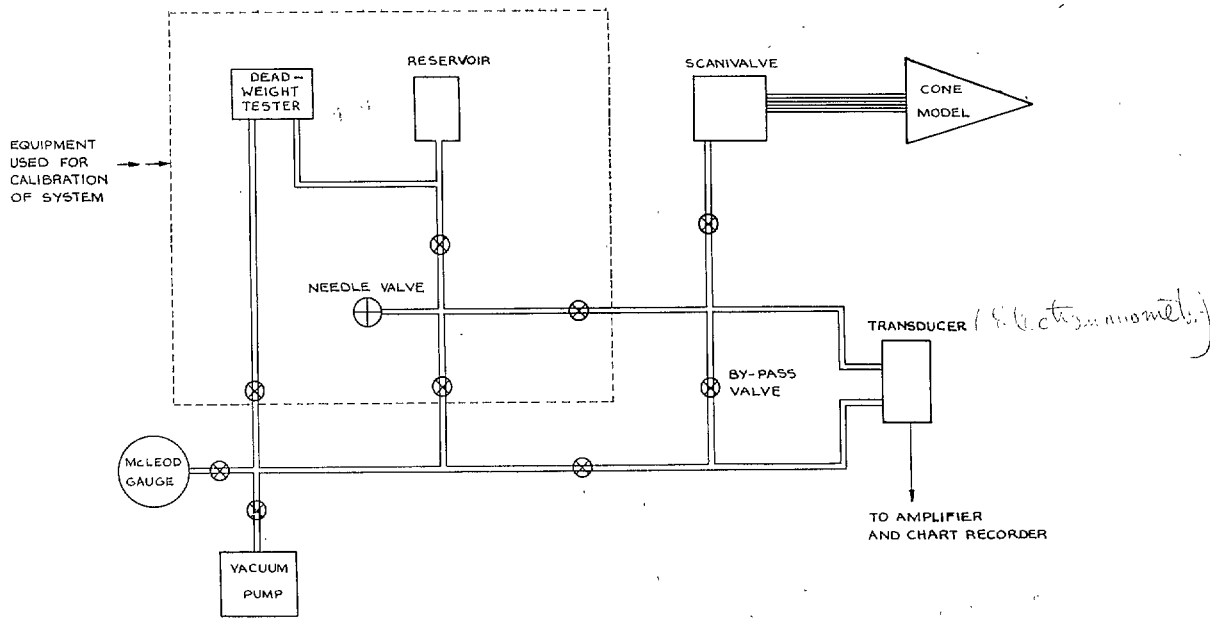 DEAD-
WEIGHT
TESTER
RESERVOIR
SCANIVALVE
CONE
MODEL
EQUIPMENT
USED FOR
CALIBRATION
OF SYSTEM
NEEDLE VALVE
TRANSDUCER
BY-PASS
VALVE
McLEOD
GAUGE
TO AMPLIFIER
AND CHART RECORDER
VACUUM
PUMP